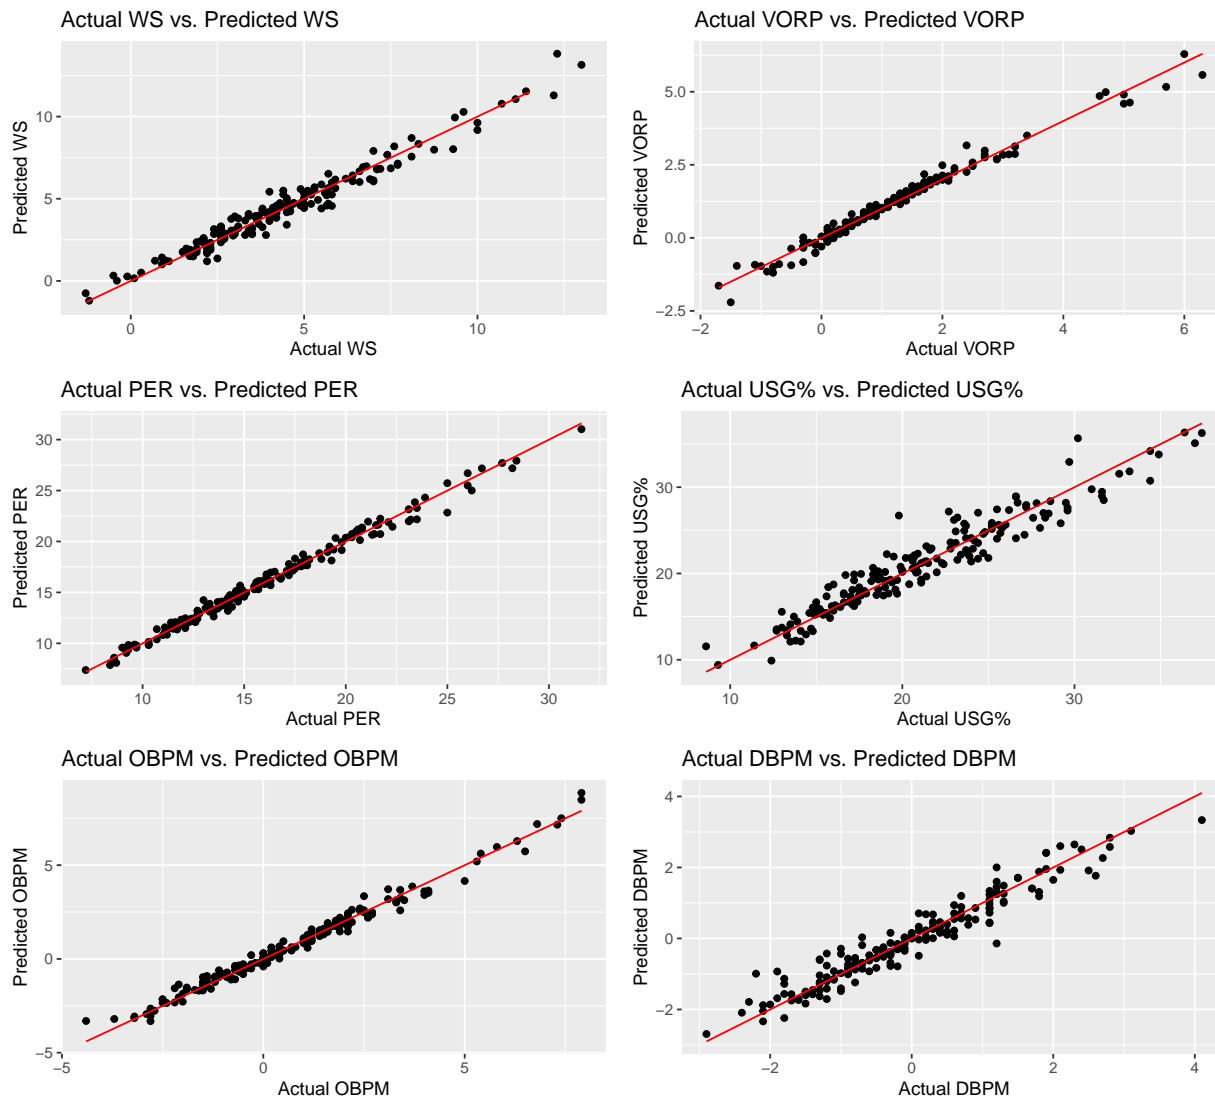 Actual WS vs. Predicted WS
Predicted WS
10
5
0
0
5
10
Actual WS
Actual VORP vs. Predicted VORP
Predicted VORP
5.0
2.5
0.0
−2.5
−2
0
2
4
6
Actual VORP
Actual PER vs. Predicted PER
Predicted PER
30
25
20
15
10
10
15
20
25
30
Actual PER
Actual USG% vs. Predicted USG%
Predicted USG%
30
20
10
10
20
30
Actual USG%
Actual OBPM vs. Predicted OBPM
Predicted OBPM
5
0
−5
−5
0
5
Actual OBPM
Actual DBPM vs. Predicted DBPM
Predicted DBPM
4
2
0
−2
−2
0
2
4
Actual DBPM